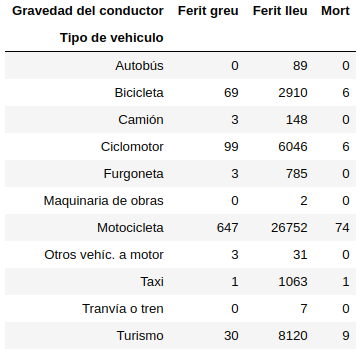 Gravedad del conductor Ferit greu Ferit lleu Mort
Tipo de vehiculo
Autobús 0 89 0
Bicicleta 69 2910 6
Camión 3 148 0
Ciclomotor 99 6046 6
Furgoneta 3 785 0
Maquinaria de obras 0 2 0
Motocicleta 647 26752 74
Otros vehíc. a motor 3 31 0
Taxi 1 1063 1
Tranvía o tren 0 7 0
Turismo 30 8120 9